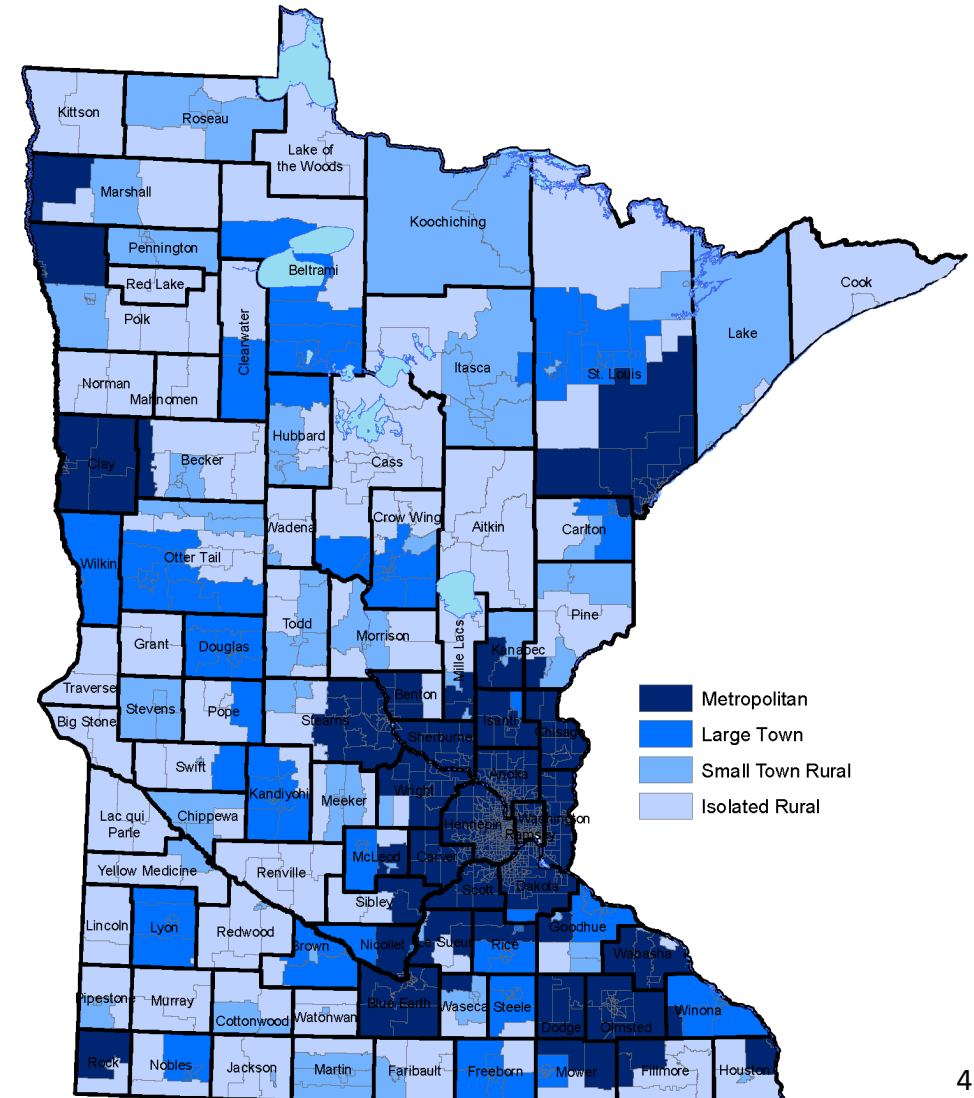 Kittson
Roseau
Lake of
the Woods
Marshall
Koochiching
Pennington
Beltrami
Red Lake
Cook
Polk
Clearwater
Lake
Itasca
St. Louis
Norman
Mahnomen
Hubbard
Becker
Clay
Cass
Crow Wing
Wadena
Aitkin
Carlton
Otter Tail
Wilkin
Pine
Todd
Morrison
Grant
Douglas
Mille Lacs
Kanabec
Traverse
Benton
Stevens
Pope
Stearns
Isanti
Big Stone
Chisago
Sherburne
Swift
Anoka
Kandiyohi
Wright
Meeker
Chippewa
Lac qui
Parle
Washington
Hennepin
Ramsey
McLeod
Carver
Yellow Medicine
Renville
Scott
Dakota
Sibley
Lincoln
Lyon
Redwood
Goodhue
Brown
Nicollet
Le Sueur
Rice
Wabasha
Pipestone
Murray
Blue Earth
Waseca
Steele
Winona
Cottonwood
Watonwan
Dodge
Olmsted
Rock
Nobles
Jackson
Martin
Faribault
Freeborn
Mower
Fillmore
Houston
Metropolitan
Large Town
Small Town Rural
Isolated Rural
4